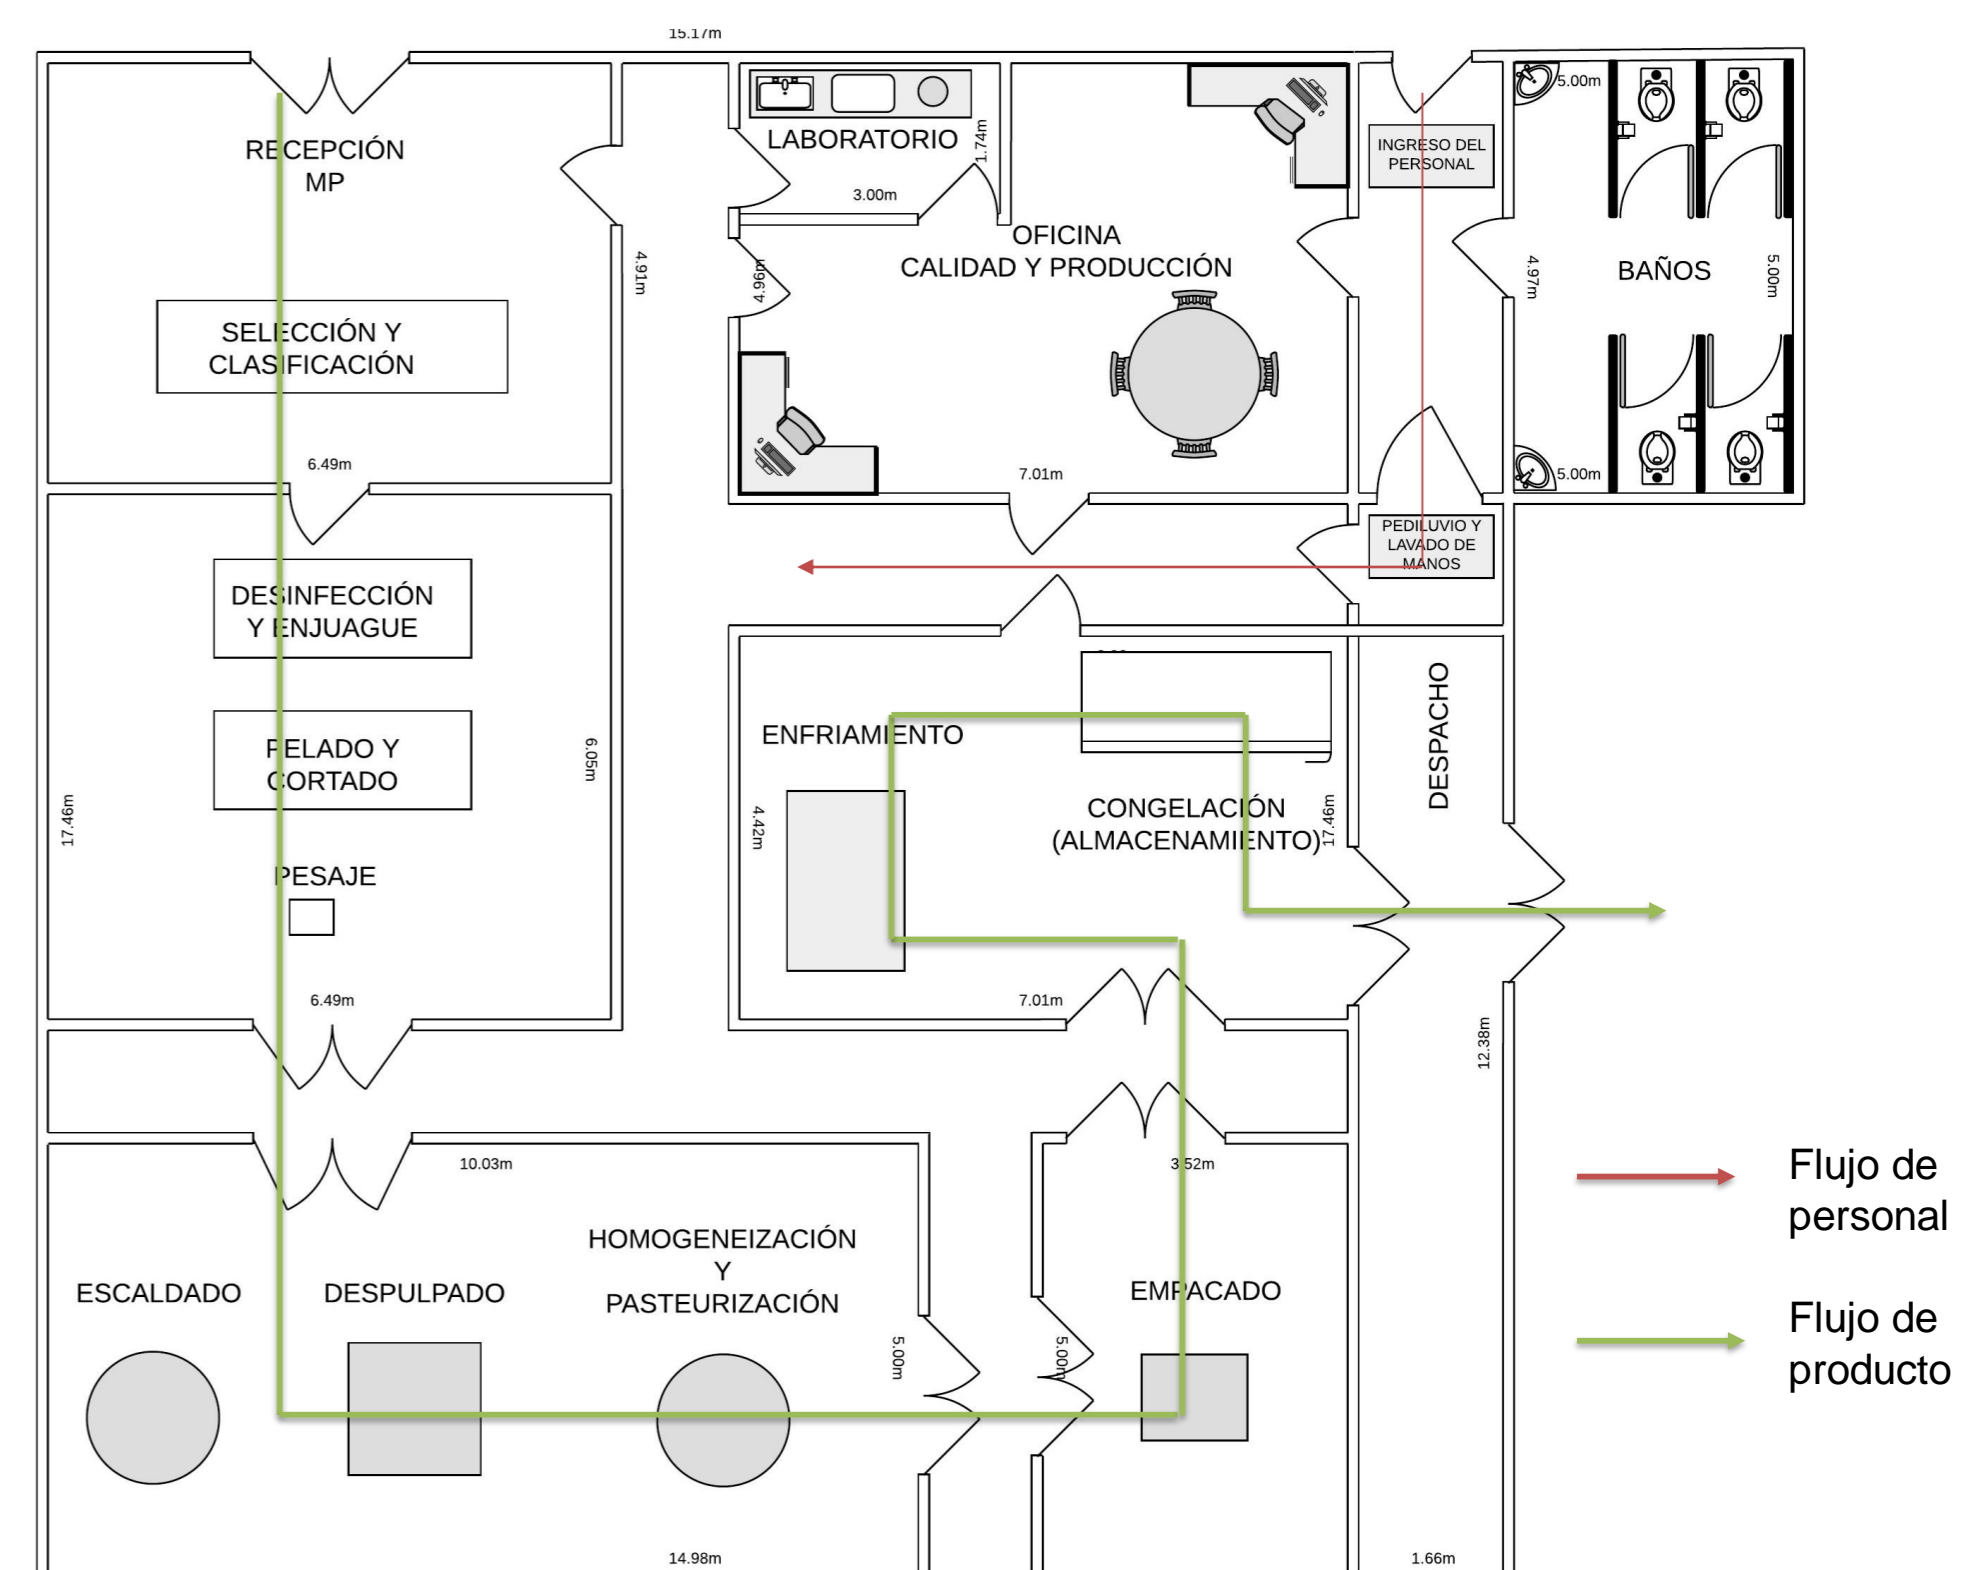 15.17m
5.00m
LABORATORIO
1.74m
INGRESO DEL
PERSONAL
RECEPCIÓN
MP
3.00m
OFICINA
CALIDAD Y PRODUCCIÓN
4.91m
4.96m
4.97m
BAÑOS
5.00m
SELECCIÓN Y
CLASIFICACIÓN
6.49m
7.01m
5.00m
PEDILUVIO Y
LAVADO DE
MANOS
DESINFECCIÓN
Y ENJUAGUE
DESPACHO
ENFRIAMIENTO
PELADO Y
CORTADO
6.05m
17.46m
4.42m
CONGELACIÓN
(ALMACENAMIENTO)
17.46m
PESAJE
6.49m
7.01m
12.38m
10.03m
3.52m
Flujo de
personal
HOMOGENEIZACIÓN
Y
PASTEURIZACIÓN
ESCALDADO
DESPULPADO
EMPACADO
5.00m
5.00m
Flujo de
producto
14.98m
1.66m